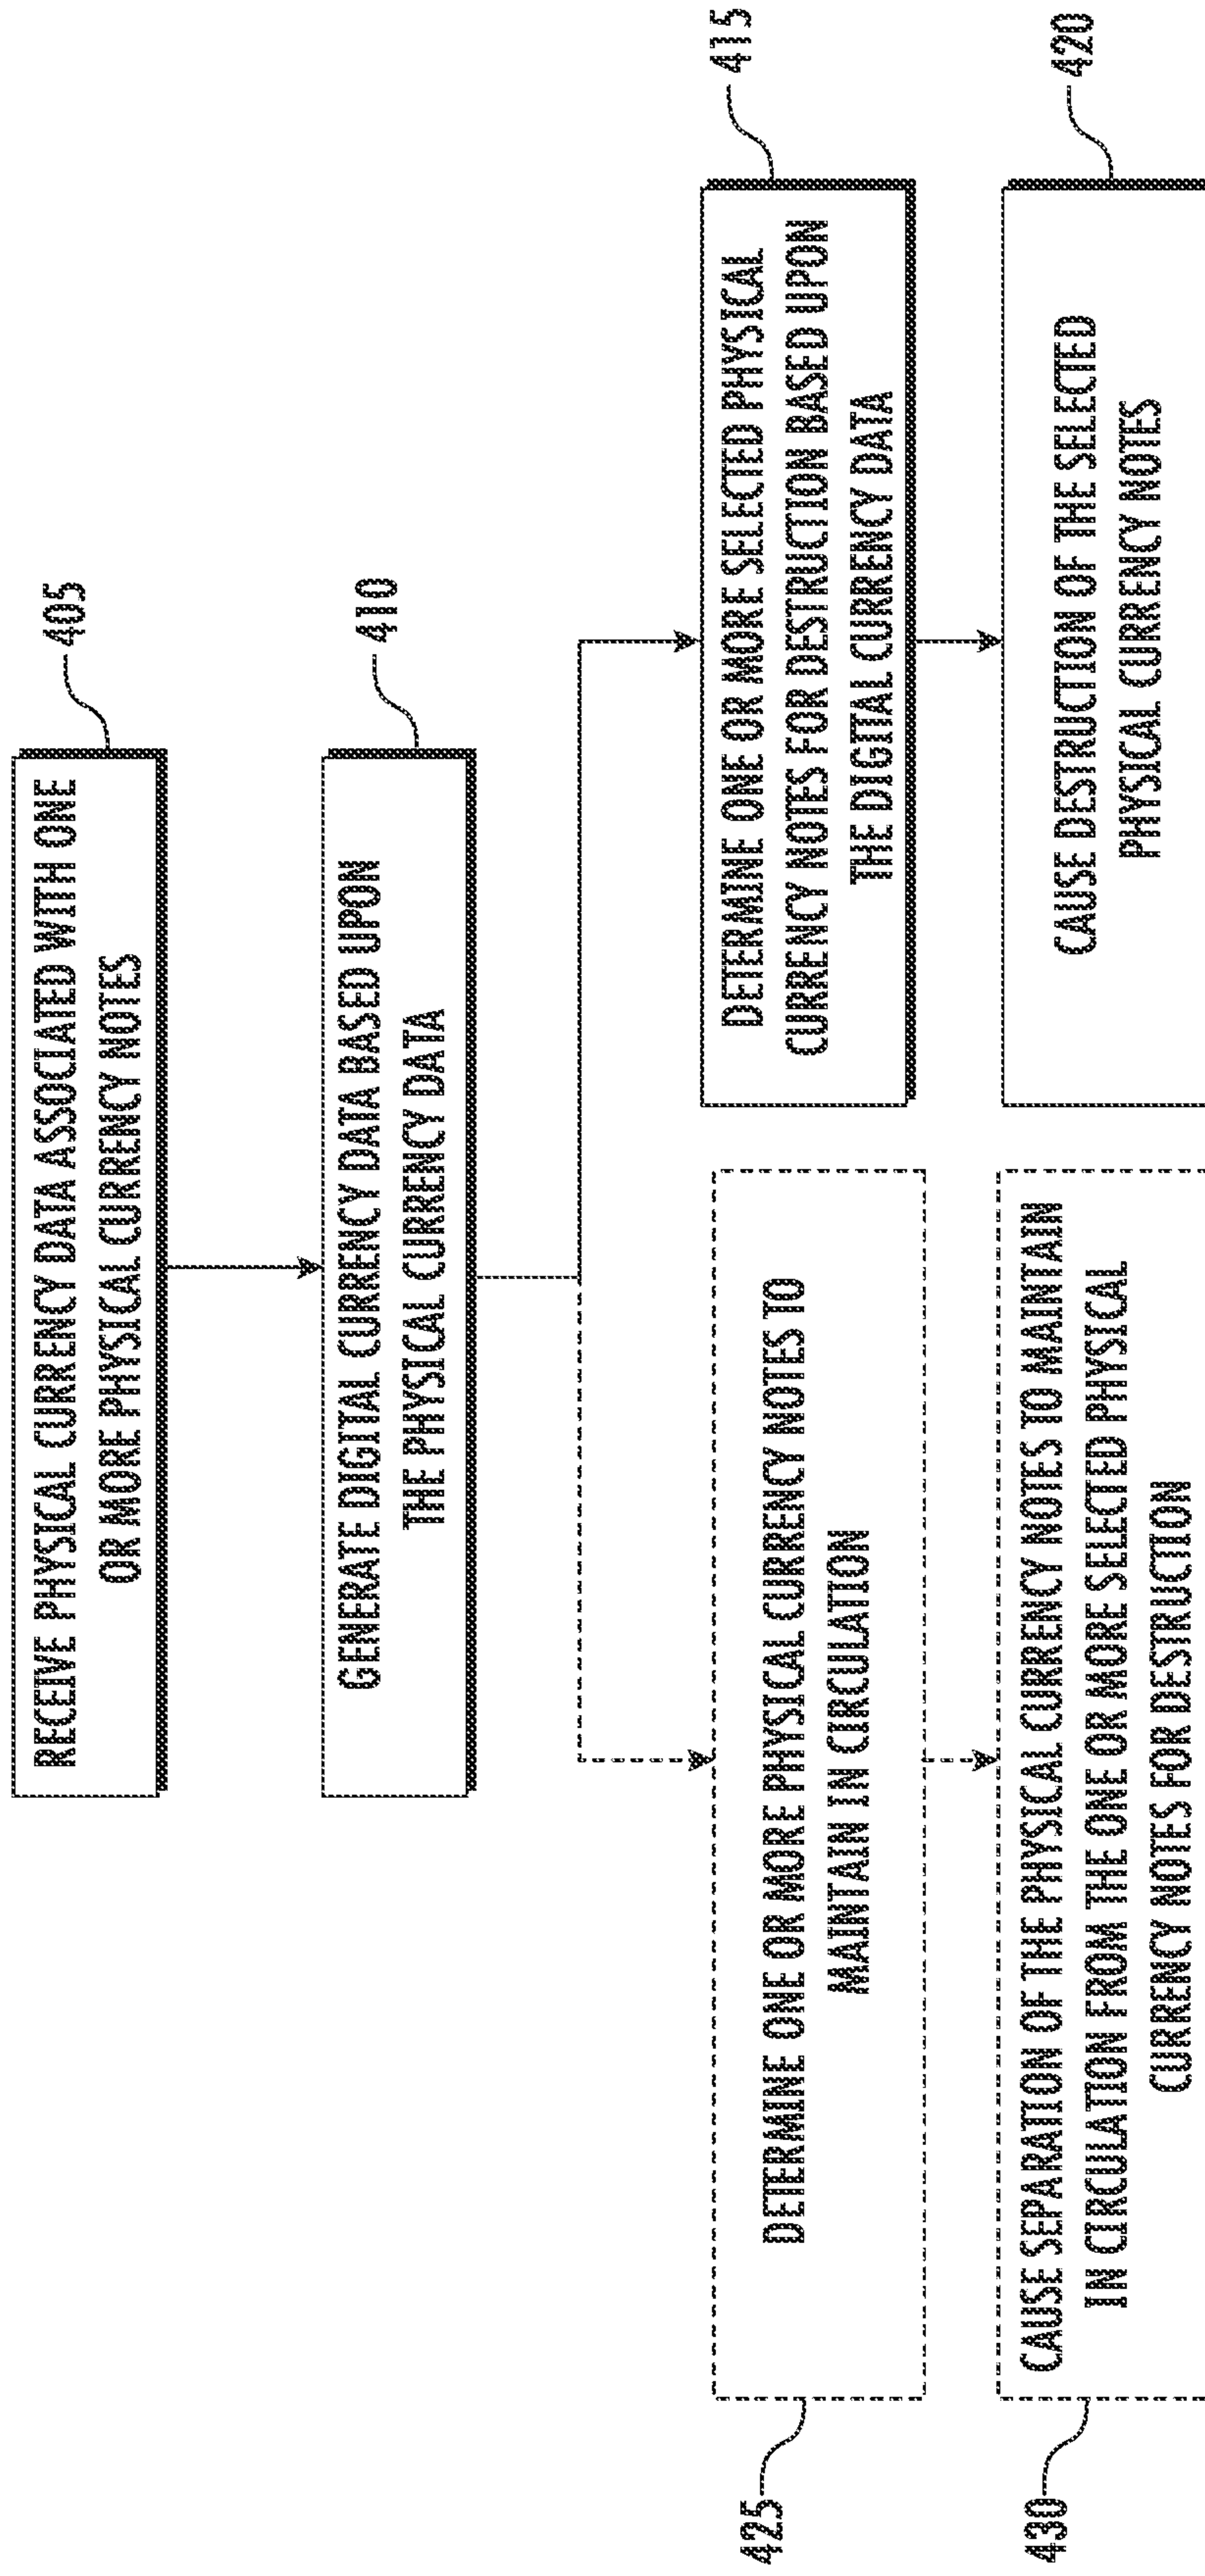 RECEIVE PHYSICAL CURRENCY DATA ASSOCIATED WITH ONE
OR MORE PHYSICAL CURRENCY NOTES
405
GENERATE DIGITAL CURRENCY DATA BASED UPON
THE PHYSICAL CURRENCY DATA
410
DETERMINE ONE OR MORE SELECTED PHYSICAL
CURRENCY NOTES FOR DESTRUCTION BASED UPON
THE DIGITAL CURRENCY DATA
415
CAUSE DESTRUCTION OF THE SELECTED
PHYSICAL CURRENCY NOTES
420
DETERMINE ONE OR MORE PHYSICAL CURRENCY NOTES TO
MAINTAIN IN CIRCULATION
425
CAUSE SEPARATION OF THE PHYSICAL CURRENCY NOTES TO MAINTAIN
IN CIRCULATION FROM THE ONE OR MORE SELECTED PHYSICAL
CURRENCY NOTES FOR DESTRUCTION
430